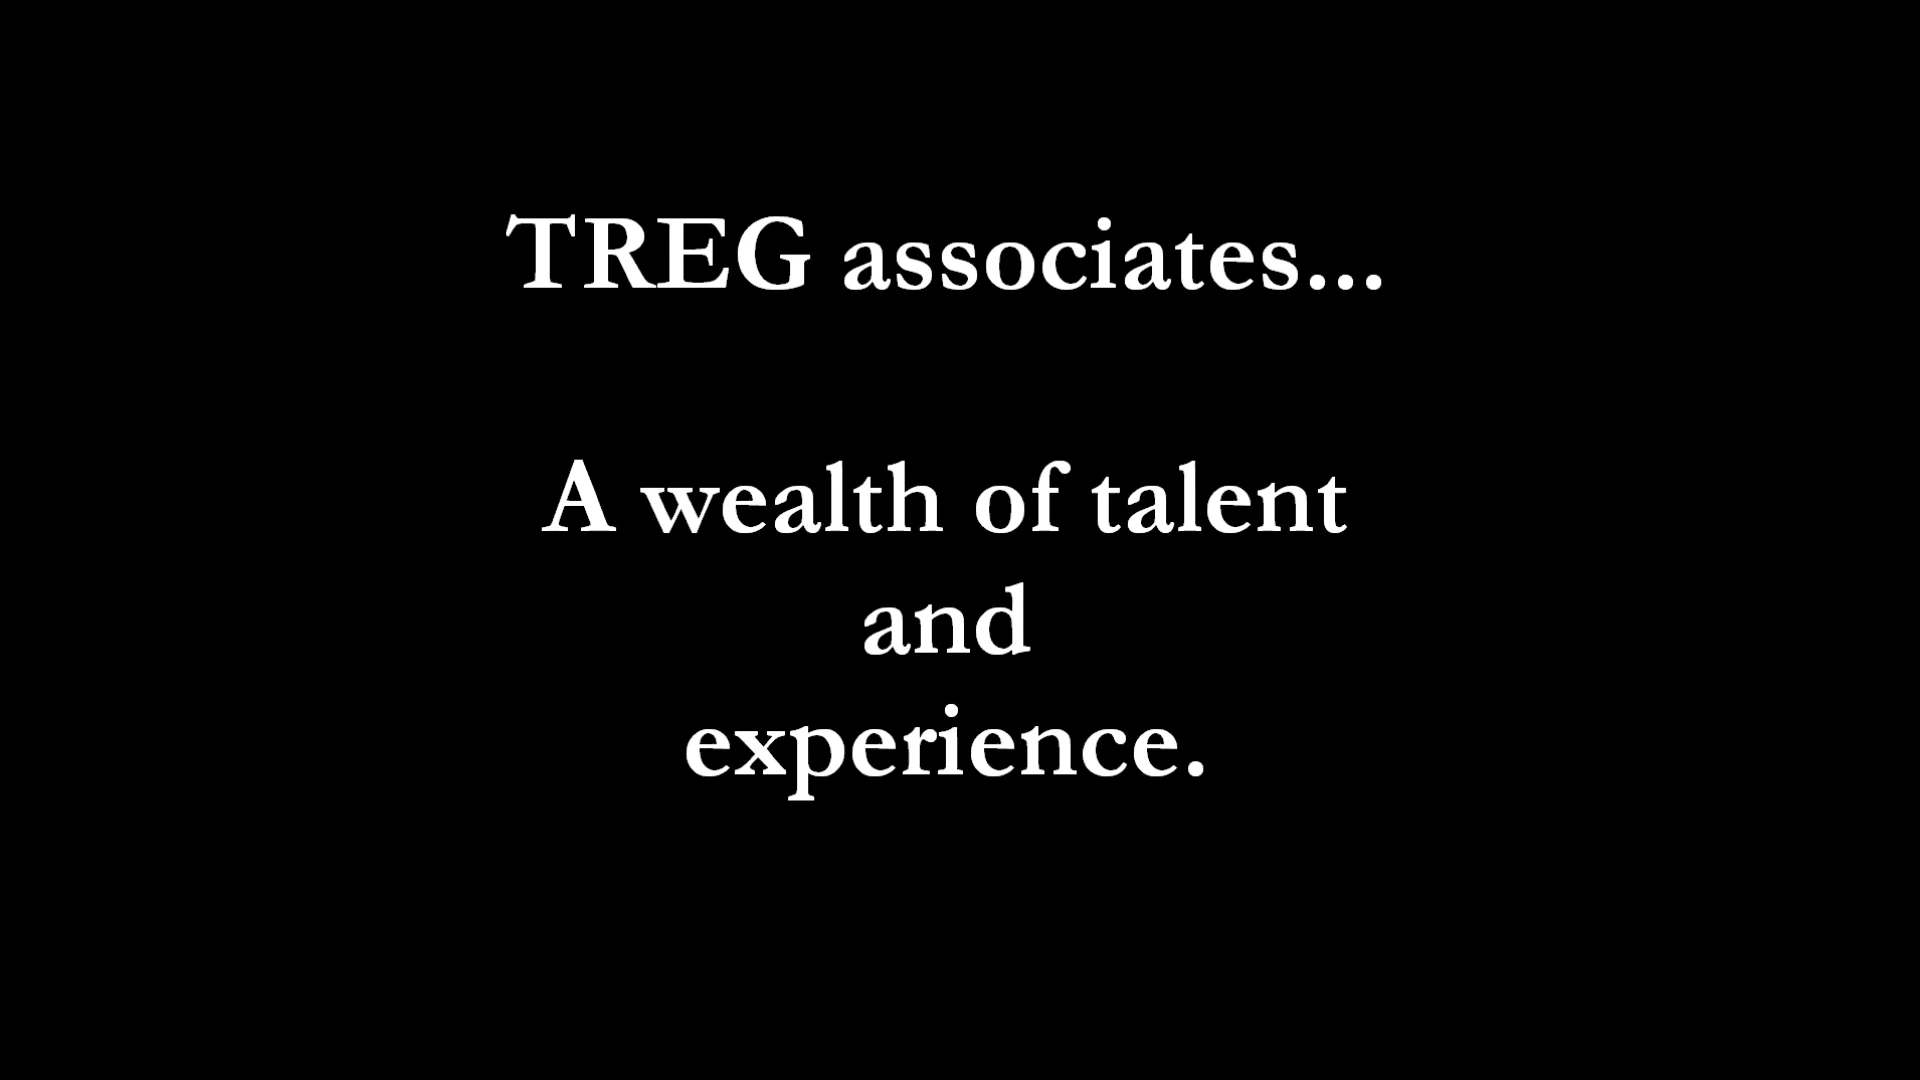 TREG associates...
A wealth of talent
and
experience.